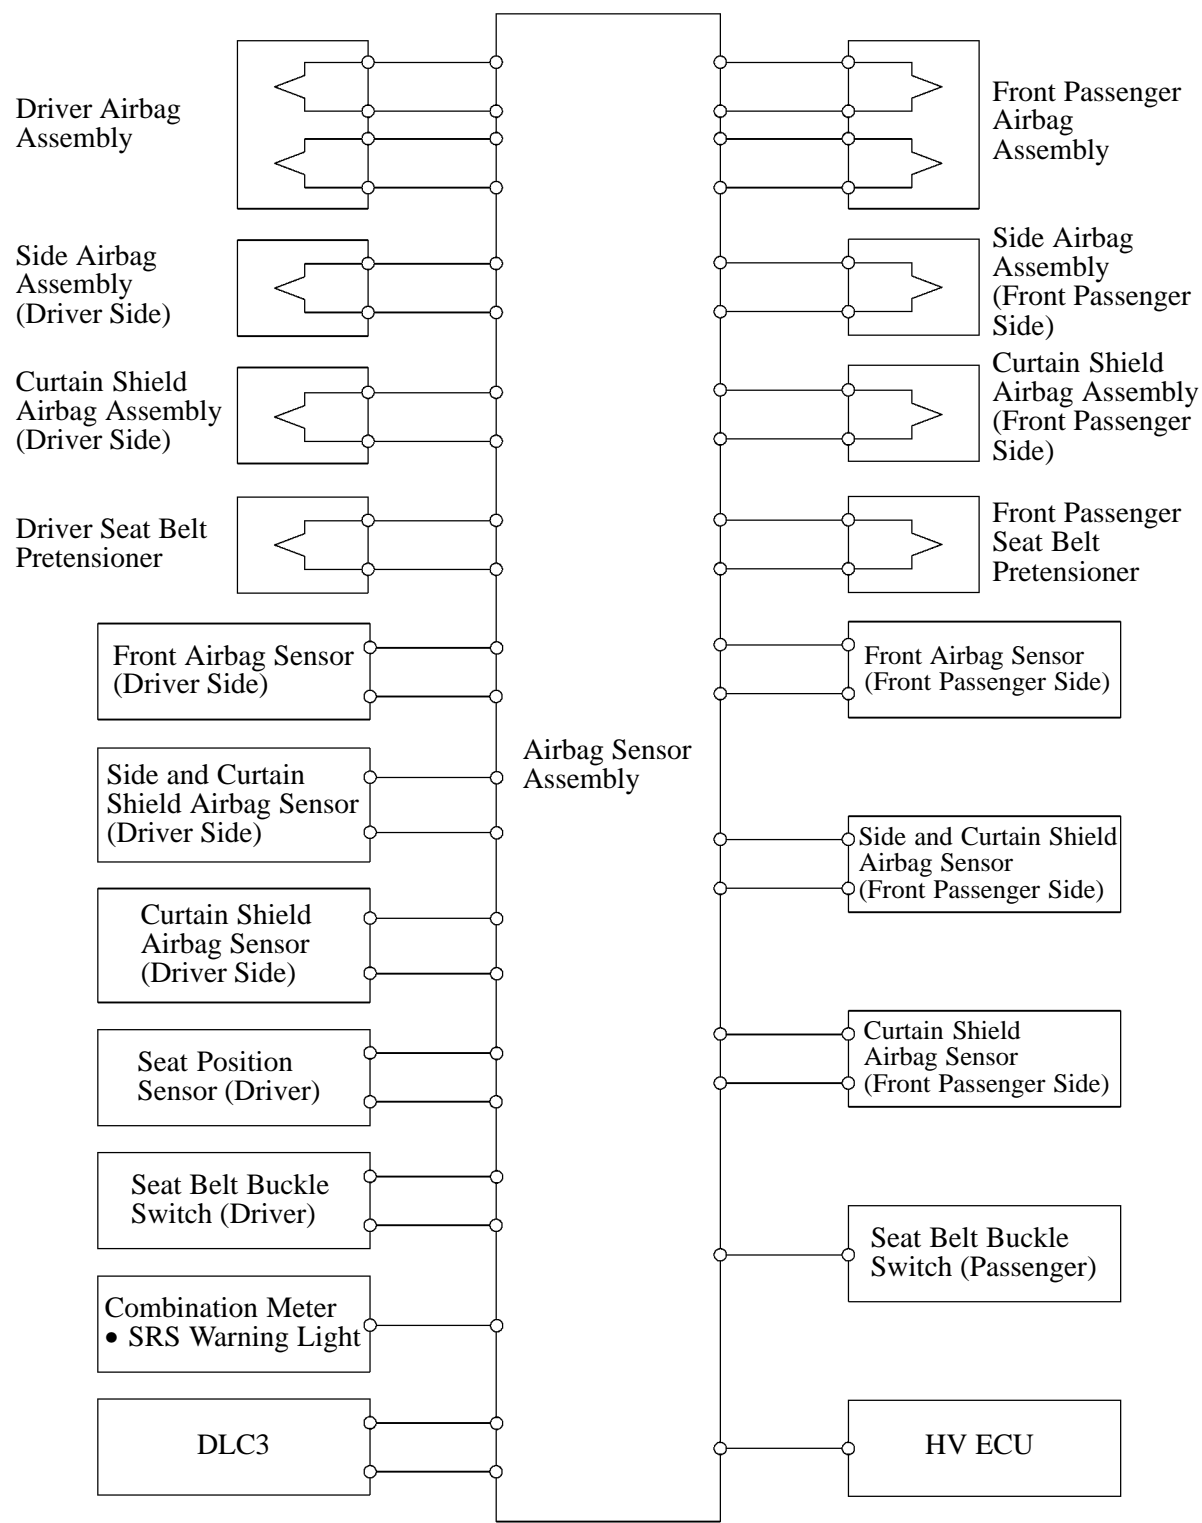 Driver Airbag
Assembly
Side Airbag
Assembly
(Driver Side)
Curtain Shield
Airbag Assembly
(Driver Side)
Driver Seat Belt
Pretensioner
Front Airbag Sensor
(Driver Side)
Side and Curtain
Shield Airbag Sensor
(Driver Side)
Curtain Shield
Airbag Sensor
(Driver Side)
Seat Position
Sensor (Driver)
Seat Belt Buckle
Switch (Driver)
Combination Meter
• SRS Warning Light
DLC3
Airbag Sensor
Assembly
Front Passenger
Airbag
Assembly
Side Airbag
Assembly
(Front Passenger
Side)
Curtain Shield
Airbag Assembly
(Front Passenger
Side)
Front Passenger
Seat Belt
Pretensioner
Front Airbag Sensor
(Front Passenger Side)
Side and Curtain Shield
Airbag Sensor
(Front Passenger Side)
Curtain Shield
Airbag Sensor
(Front Passenger Side)
Seat Belt Buckle
Switch (Passenger)
HV ECU